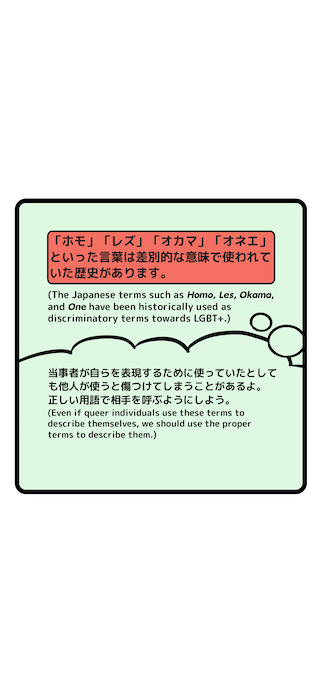 「ホモ」「レズ」「オカマ」「オネエ」
といった言葉は差別的な意味で使われて
いた歴史があります。
(The Japanese terms such as Homo, Les, Okama,
and One have been historically used as
discriminatory terms towards LGBT+.)
当事者が自らを表現するために使っていたとして
も他人が使うと傷つけてしまうことがあるよ。
正しい用語で相手を呼ぶようにしよう。
(Even if queer individuals use these terms to
describe themselves, we should use the proper
terms to describe them.)